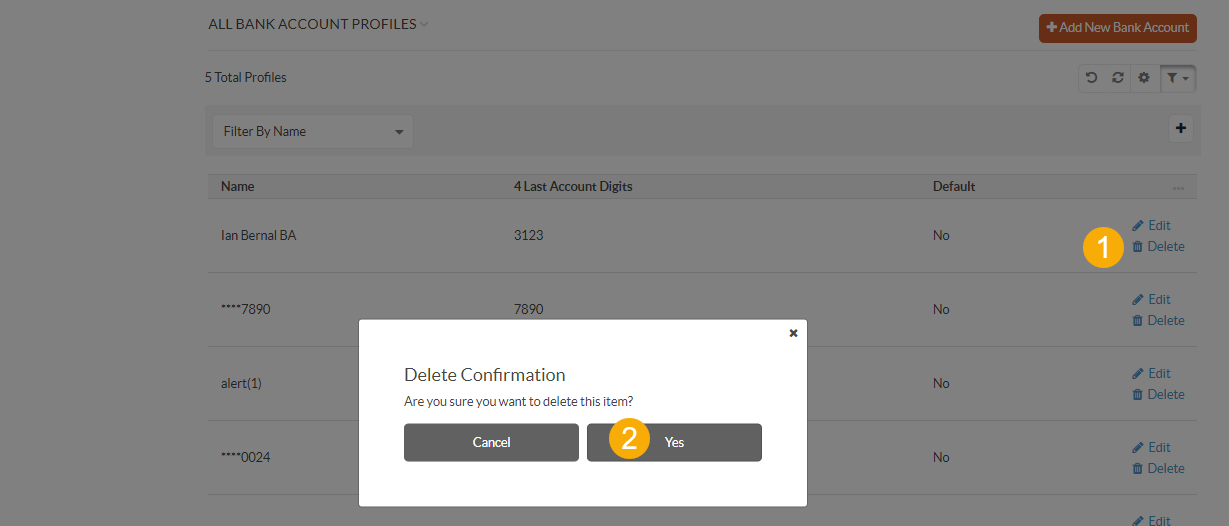 ALL BANK ACCOUNT PROFILES
Add New Bank Account
5 Total Profiles
Filter By Name
Name 4 Last Account Digits Default ...
Ian Bernal BA 3123 No
Edit
1 Delete
****7890 7890 No
Edit
Delete
alert(1) No
Edit
Delete
****0024 No
Edit
Delete
Edit
Delete Confirmation
Are you sure you want to delete this item?
Cancel 2 Yes